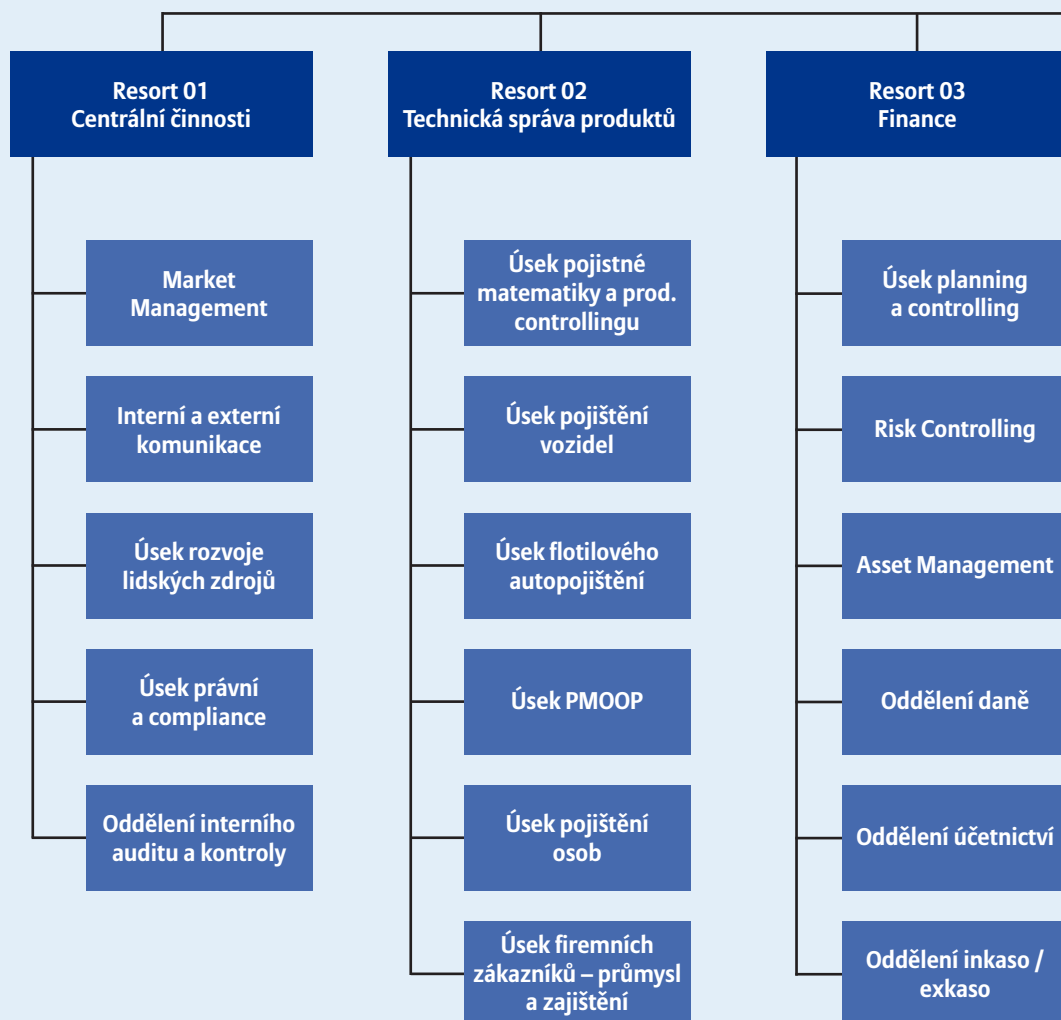 Resort 01
Centrální činnosti
Market
Management
Interní a externí
komunikace
Úsek rozvoje
lidských zdrojů
Úsek právní
a compliance
Oddělení interního
auditu a kontroly
Resort 02
Technická správa produktů
Úsek pojistné
matematiky a prod.
controllingu
Úsek pojištění
vozidel
Úsek flotilového
autopojištění
Úsek PMOOP
Úsek pojištění
osob
Úsek firemních
zákazníků – průmysl
a zajištění
Resort 03
Finance
Úsek planning
a controlling
Risk Controlling
Asset Management
Oddělení daně
Oddělení účetnictví
Oddělení inkaso /
exkaso